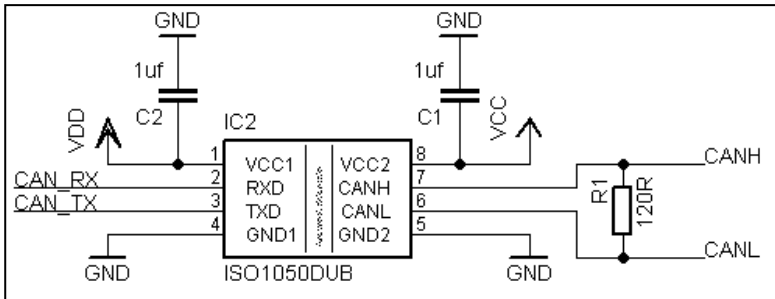 GND
GND
1uf
1uf
VDD
C2
IC2
C1
VCC
1
VCC1
VCC2
8
CANH
CAN_RX
2
RXD
CANH
7
CAN_TX
3
TXD
CANL
6
R1
120R
4
GND1
GND2
5
CANL
GND
ISO1050DUB
GND